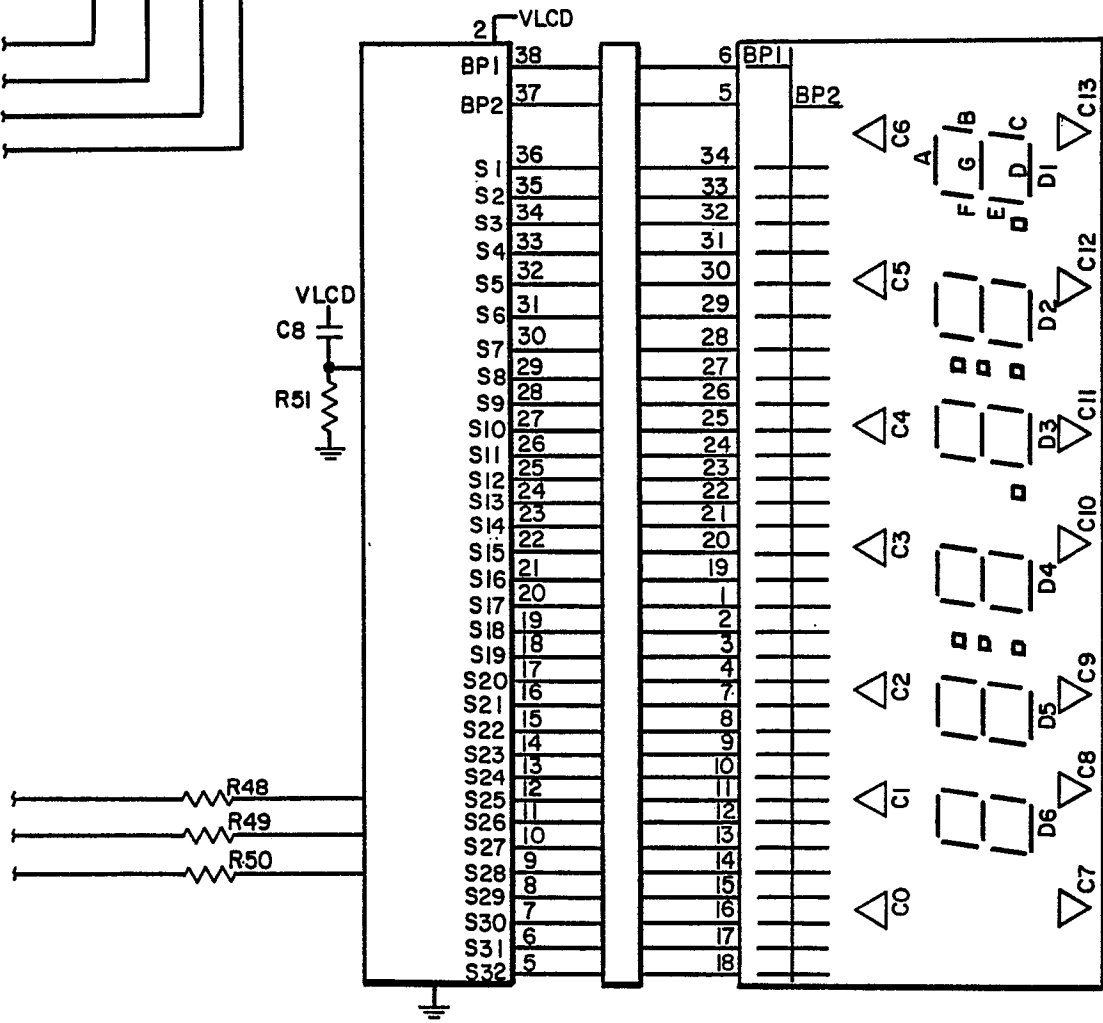 2 VLCD
BP1 38 6 BP1
BP2 37 5 BP2
S1 36 34
S2 35 33
S3 34 32
S4 33 31
S5 32 30
S6 31 29
S7 30 28
S8 29 27
S9 28 26
S10 27 25
S11 26 24
S12 25 23
S13 24 22
S14 23 21
S15 22 20
S16 21 19
S17 20 1
S18 19 2
S19 18 3
S20 17 4
S21 16 7
S22 15 8
S23 14 9
S24 13 10
S25 12 11
S26 11 12
S27 10 13
S28 9 14
S29 8 15
S30 7 16
S31 6 17
S32 5 18
VLCD
C8
R51
R48
R49
R50
C6
C5
C4
C3
C2
C1
C0
A
B
C
G
D
F
E
D1
D2
D3
D4
D5
D6
C13
C12
C11
C10
C9
C8
C7